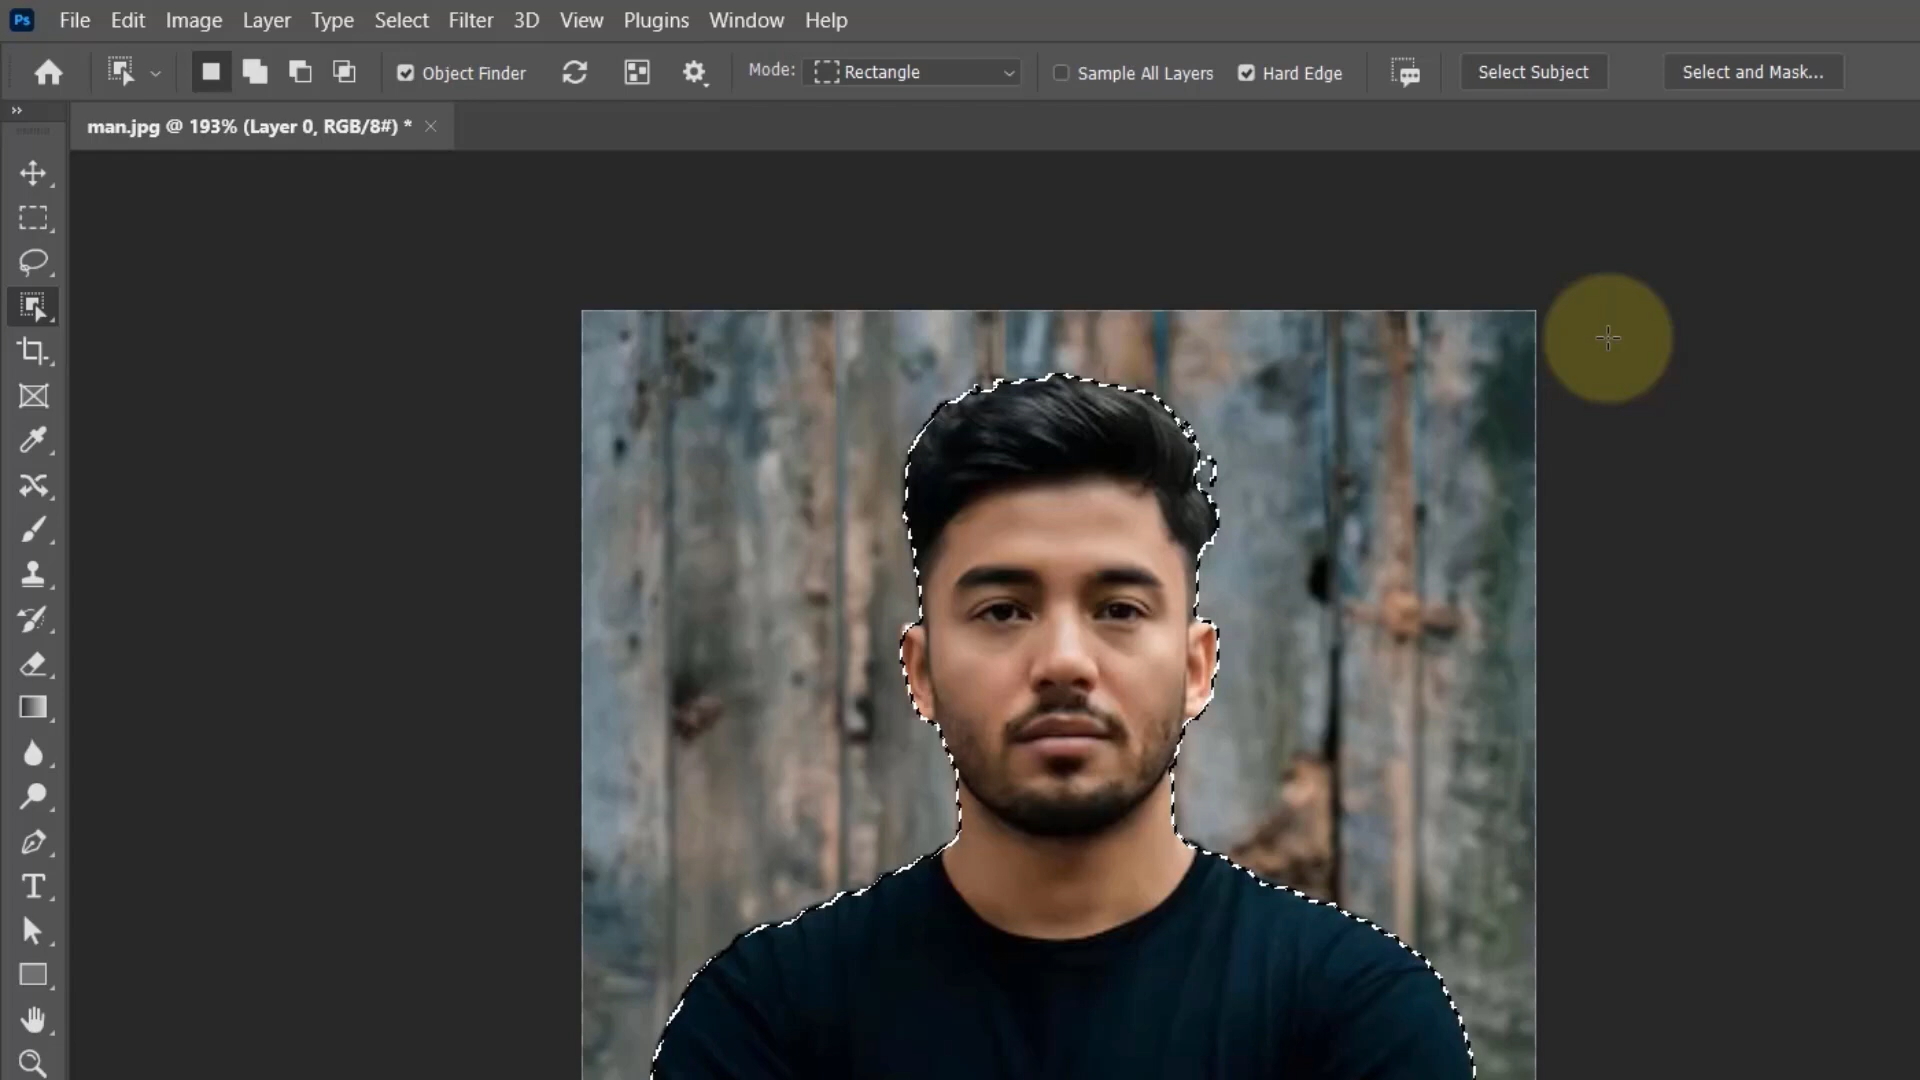 Ps File Edit Image Layer Type Select Filter 3D View Plugins Window Help
Object Finder Mode: Rectangle Sample All Layers Hard Edge Select Subject Select and Mask...
man.jpg @ 193% (Layer 0, RGB/8#) *
T